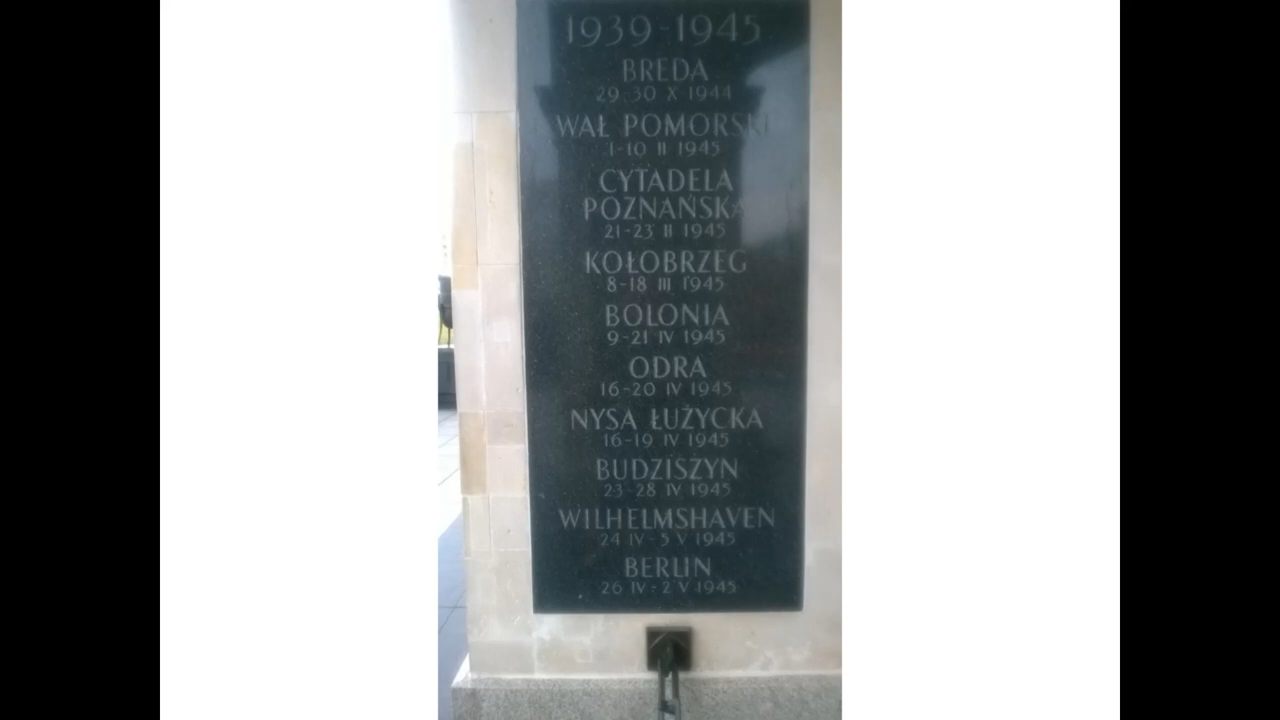 1939-1945
BREDA
29-30 X 1944
WAŁ POMORSKI
1-10 II 1945
CYTADELA
POZNAŃSKA
21-23 II 1945
KOŁOBRZEG
8-18 III 1945
BOLONIA
9-21 IV 1945
ODRA
16-20 IV 1945
NYSA ŁUŻYCKA
16-19 IV 1945
BUDZISZYN
23-28 IV 1945
WILHELMSHAVEN
24 IV-5 V 1945
BERLIN
26 IV-2 V 1945